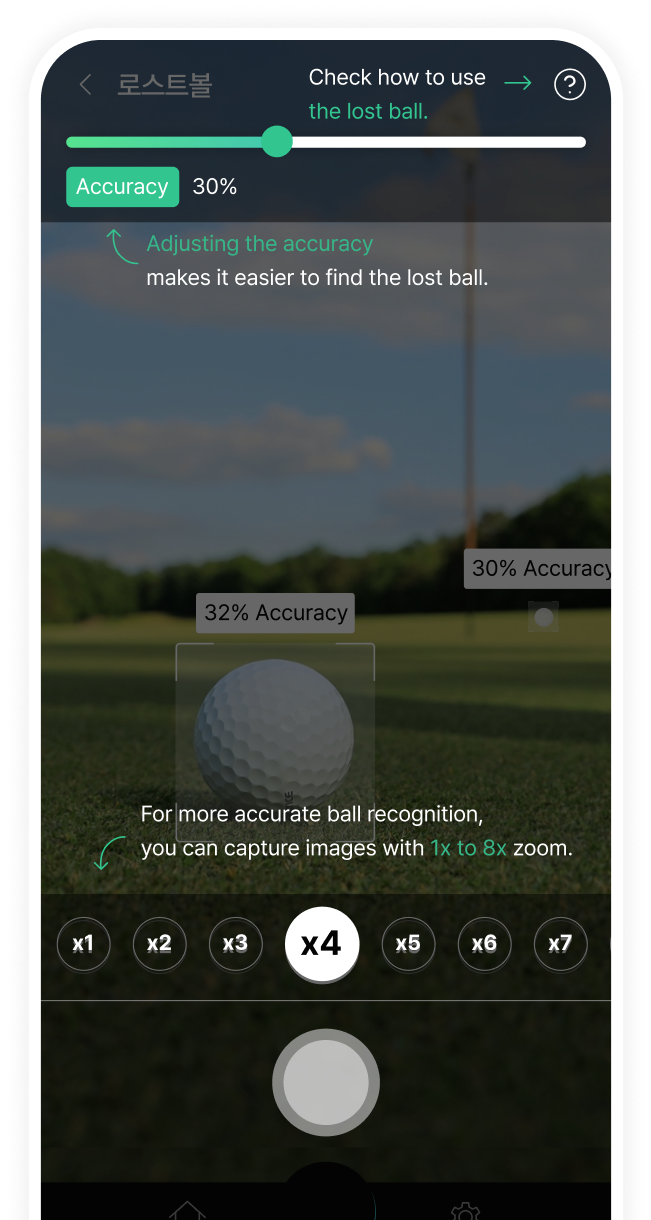 로스트볼
Check how to use
the lost ball.
Accuracy 30%
Adjusting the accuracy
makes it easier to find the lost ball.
30% Accuracy
32% Accuracy
For more accurate ball recognition,
you can capture images with 1x to 8x zoom.
x1 x2 x3 x4 x5 x6 x7